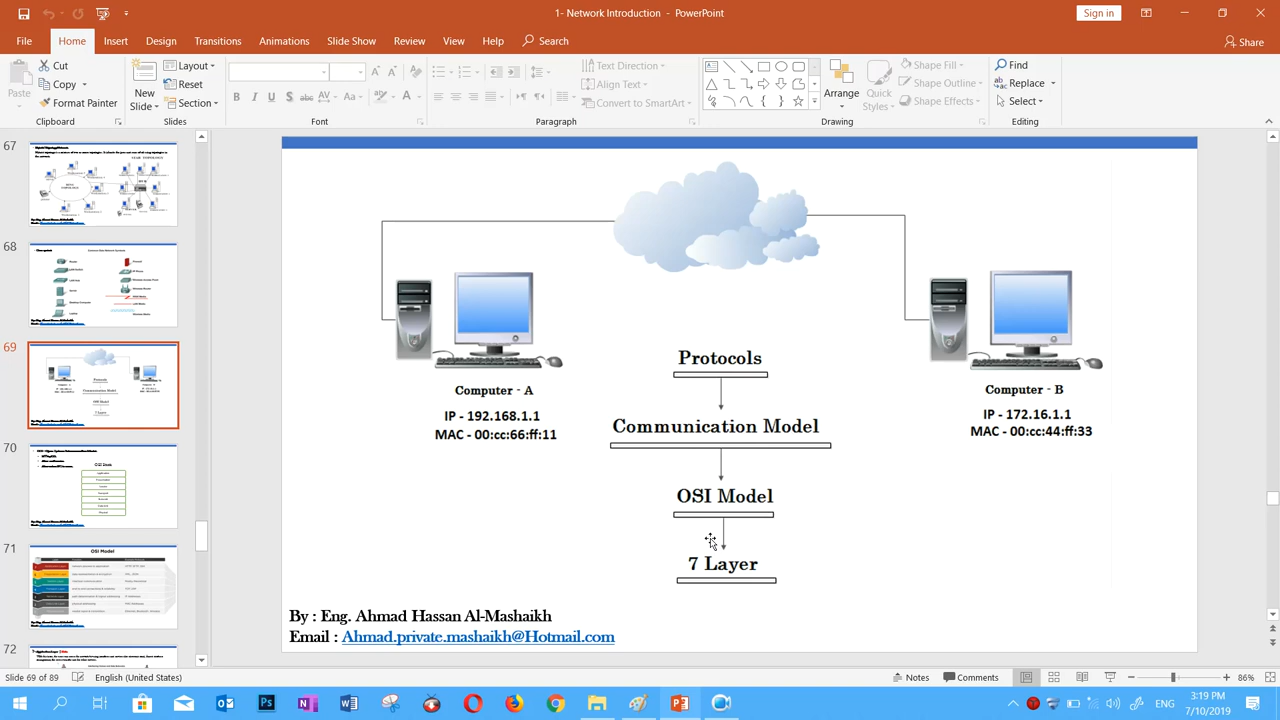 1- Network Introduction - PowerPoint
Sign in
File Home Insert Design Transitions Animations Slide Show Review View Help Search Share
Paste
Cut
Copy
Format Painter
Clipboard
New Slide
Layout
Reset
Section
Slides
B I U S abc AV Aa A
Font
Text Direction
Align Text
Convert to SmartArt
Paragraph
Arrange
Quick Styles
Shape Fill
Shape Outline
Shape Effects
Drawing
Find
Replace
Select
Editing
67
68
69
70
OSI Model
71
72
Protocols
Communication Model
OSI Model
7 Layer
Computer - A
IP - 192.168.1.1
MAC - 00:cc:66:ff:11
Computer - B
IP - 172.16.1.1
MAC - 00:cc:44:ff:33
By : Eng. Ahmad Hassan Al-Mashaikh
Email : Ahmad.private.mashaikh@Hotmail.com
Slide 69 of 89
English (United States)
Notes
Comments
86%
ENG
3:19 PM
7/10/2019